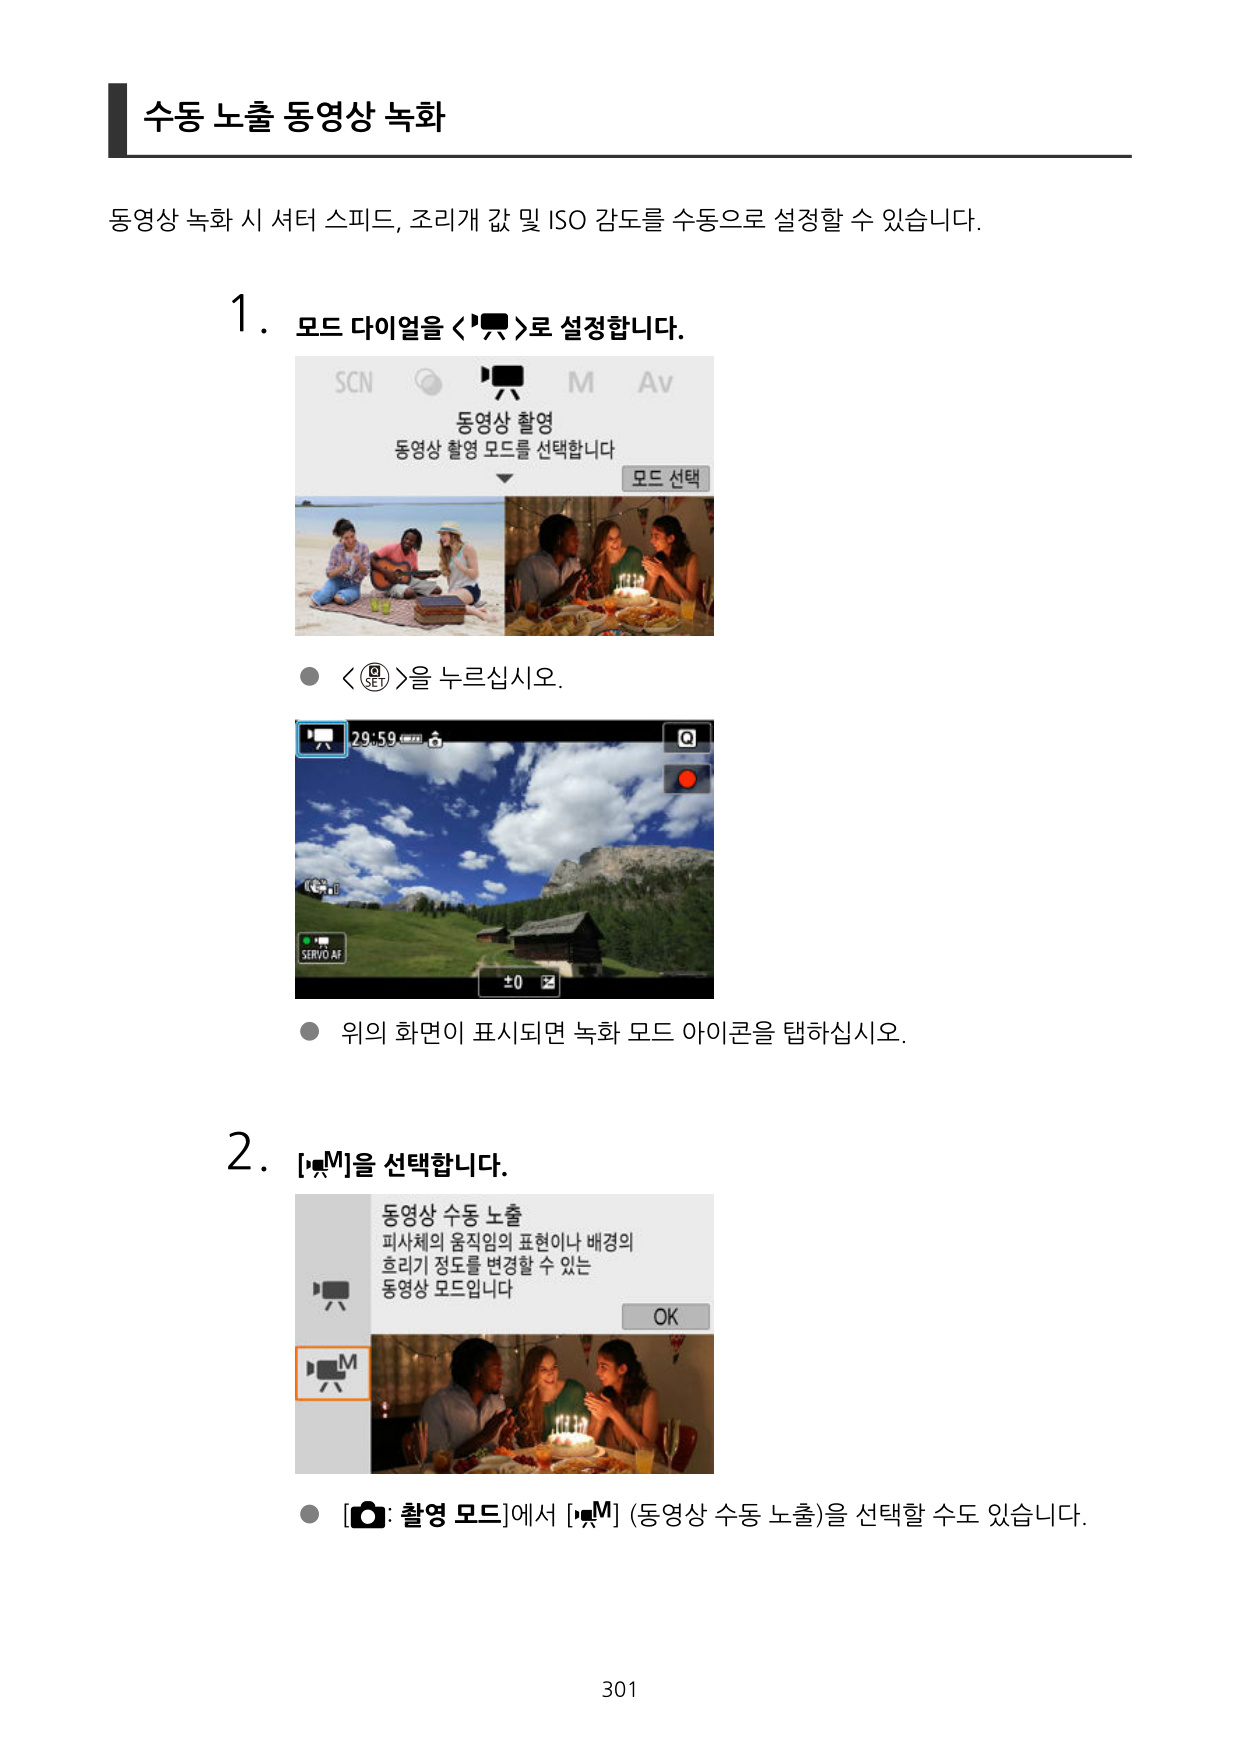 수동 노출 동영상 녹화
동영상 녹화 시 셔터 스피드, 조리개 값 및 ISO 감도를 수동으로 설정할 수 있습니다.
1. 모드 다이얼을 < >로 설정합니다.
SCN M Av
동영상 촬영
동영상 촬영 모드를 선택합니다
모드 선택
● < Q SET >을 누르십시오.
29:59 Q
SERVO AF
±0
● 위의 화면이 표시되면 녹화 모드 아이콘을 탭하십시오.
2. [M]을 선택합니다.
동영상 수동 노출
피사체의 움직임의 표현이나 배경의
흐리기 정도를 변경할 수 있는
동영상 모드입니다
OK
M
● [ : 촬영 모드]에서 [M] (동영상 수동 노출)을 선택할 수도 있습니다.
301